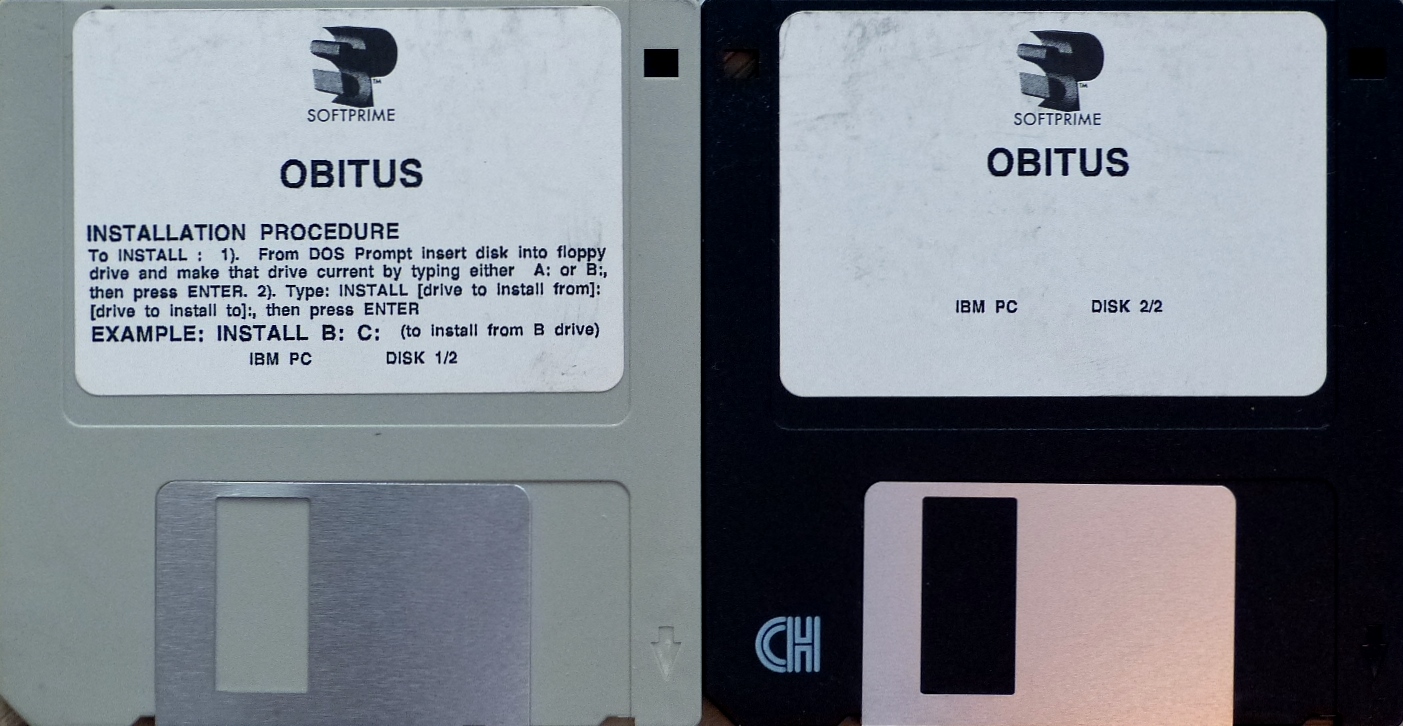 SP™
SOFTPRIME
OBITUS
INSTALLATION PROCEDURE
To INSTALL : 1). From DOS Prompt insert disk into floppy
drive and make that drive current by typing either A: or B:,
then press ENTER. 2). Type: INSTALL [drive to install from]:
[drive to install to]:, then press ENTER
EXAMPLE: INSTALL B: C: (to install from B drive)
IBM PC DISK 1/2
SP™
SOFTPRIME
OBITUS
IBM PC DISK 2/2
CH